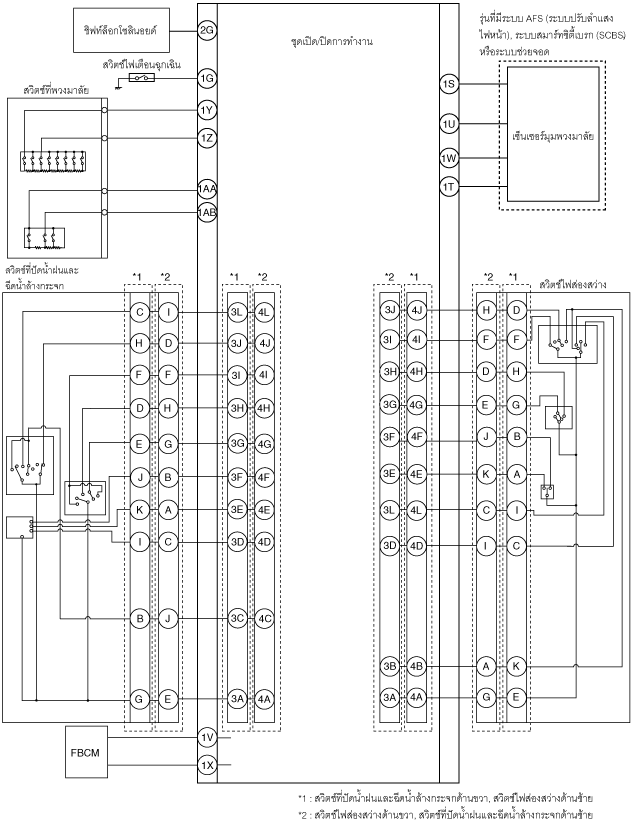 ชิฟท์ล็อกโซลินอยด์
2G
ชุดเปิด/ปิดการทำงาน
รุ่นที่มีระบบ AFS (ระบบปรับลำแสง
ไฟหน้า), ระบบสมาร์ทซิตี้เบรก (SCBS)
หรือระบบช่วยจอด
สวิตช์ไฟเตือนฉุกเฉิน
1G
สวิตช์ที่พวงมาลัย
1Y
1Z
1AA
1AB
1S
1U
1W
1T
เซ็นเซอร์มุมพวงมาลัย
สวิตช์ที่ปัดน้ำฝนและ
ฉีดน้ำล้างกระจก
สวิตช์ไฟส่องสว่าง
*1 *2 *1 *2 *2 *1 *2 *1
C I 3L 4L 3J 4J H D
H D 3J 4J 3I 4I F F
F F 3I 4I 3H 4H D H
D H 3H 4H 3G 4G E G
E G 3G 4G 3F 4F J B
J B 3F 4F 3E 4E K A
K A 3E 4E 3L 4L C I
I C 3D 4D 3D 4D I C
B J 3C 4C
3B 4B A K
G E 3A 4A 3A 4A G E
FBCM
1V
1X
*1 : สวิตช์ที่ปัดน้ำฝนและฉีดน้ำล้างกระจกด้านขวา, สวิตช์ไฟส่องสว่างด้านซ้าย
*2 : สวิตช์ไฟส่องสว่างด้านขวา, สวิตช์ที่ปัดน้ำฝนและฉีดน้ำล้างกระจกด้านซ้าย